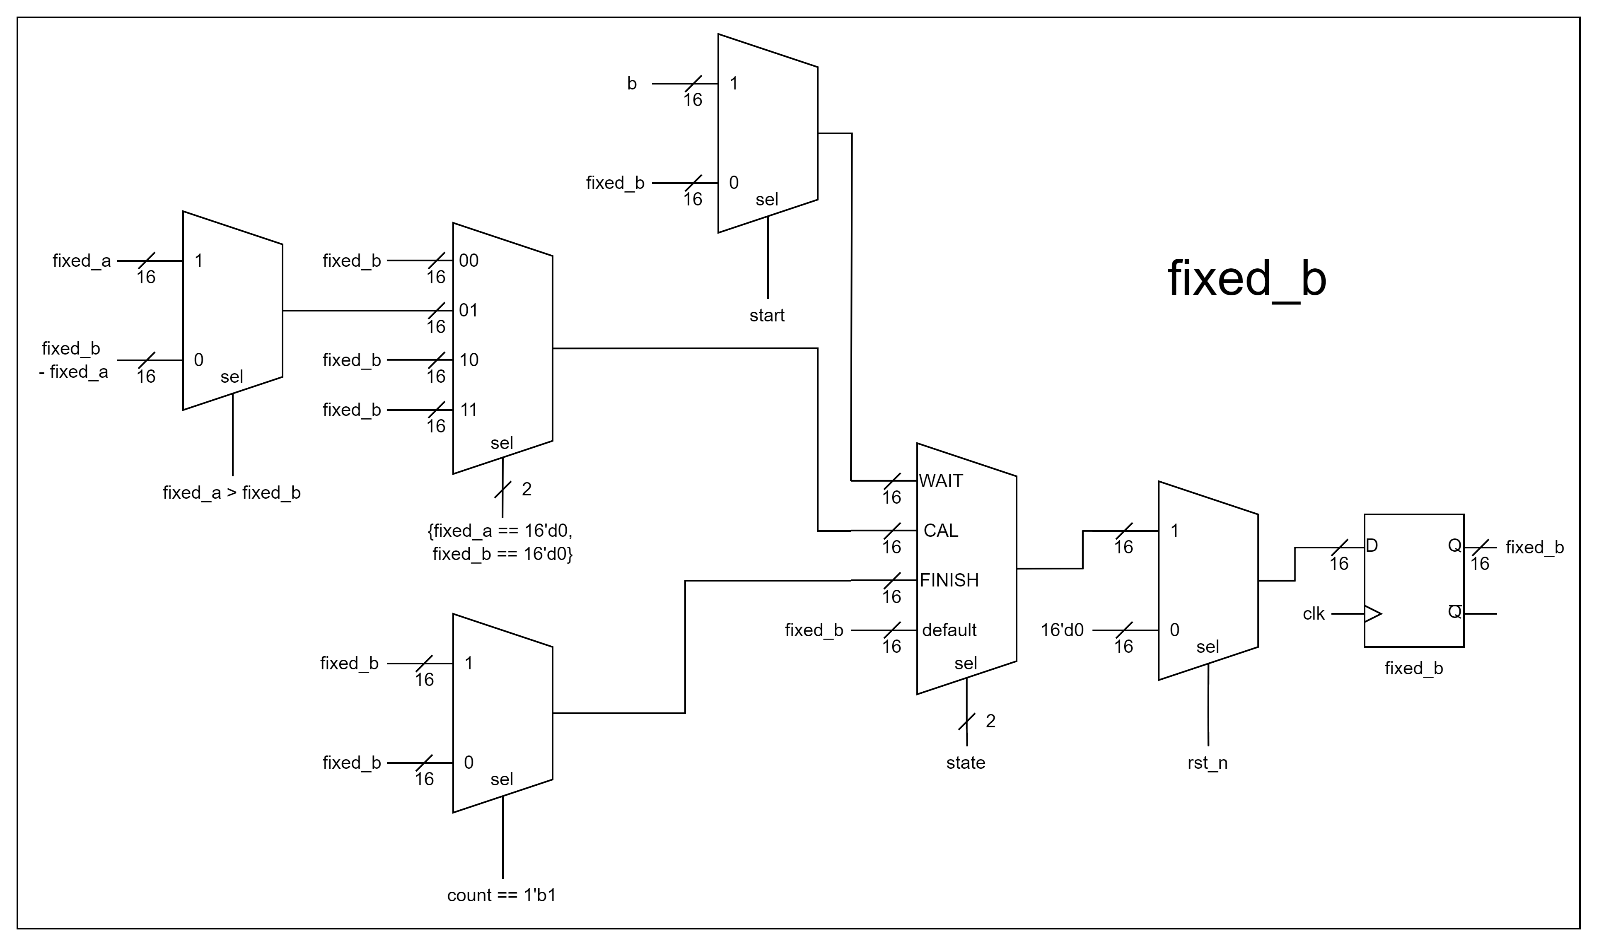 b
16
1
fixed_b
16
0
sel
start
fixed_b
fixed_a
16
1
fixed_b
- fixed_a
16
0
sel
fixed_a > fixed_b
fixed_b
16
00
16
01
fixed_b
16
10
fixed_b
16
11
sel
2
{fixed_a == 16'd0,
fixed_b == 16'd0}
fixed_b
16
1
fixed_b
16
0
sel
count == 1'b1
16
WAIT
16
CAL
16
FINISH
fixed_b
16
default
sel
2
state
16
1
16'd0
16
0
sel
rst_n
16
D
Q
16
fixed_b
clk
Q
fixed_b